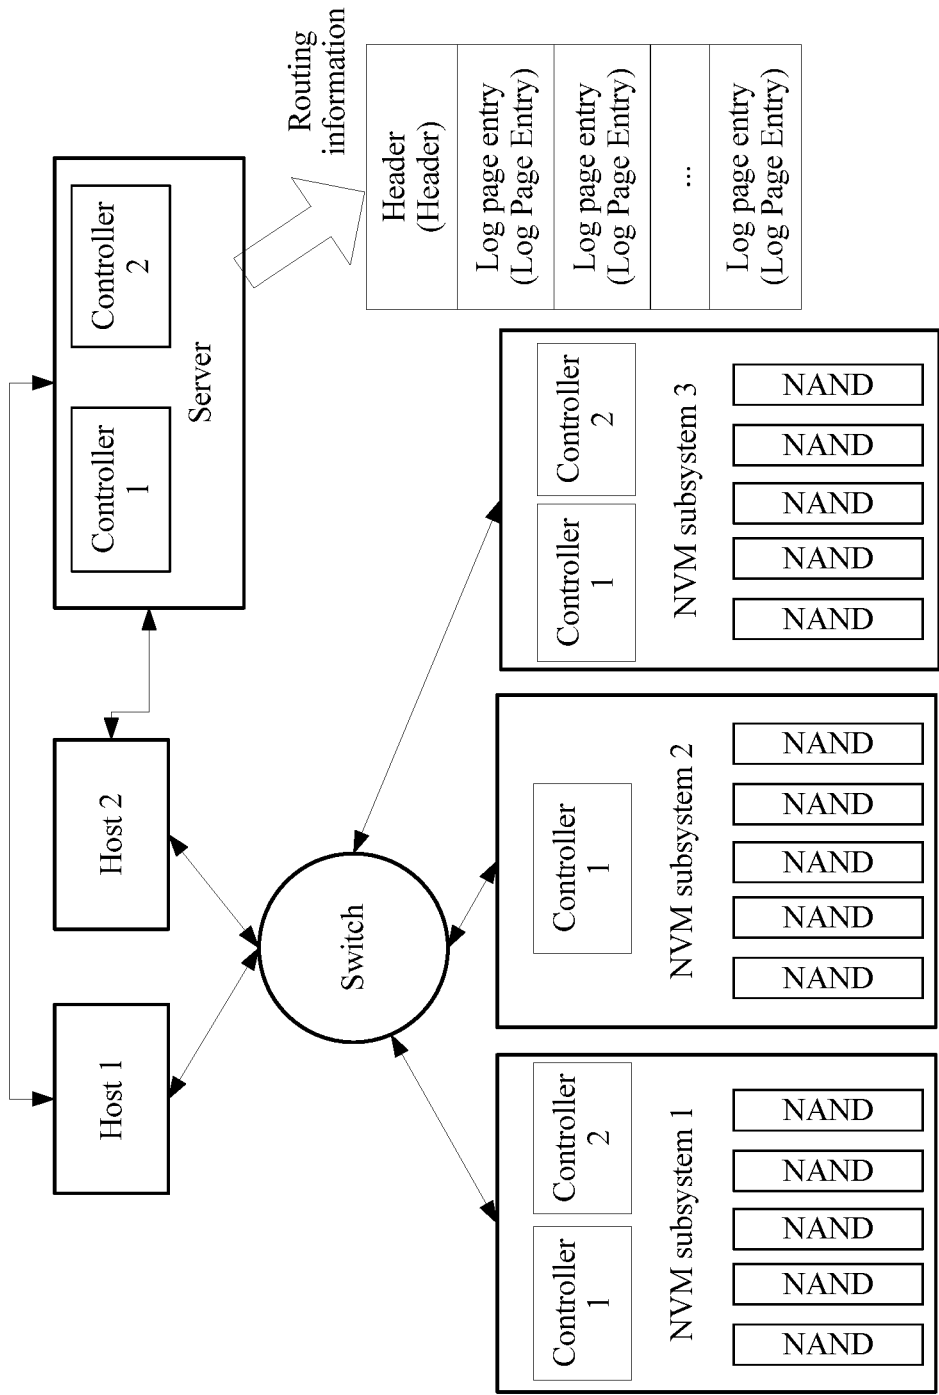 Host 1
Host 2
Controller
1
Controller
2
Server
Routing
information
Header
(Header)
Log page entry
(Log Page Entry)
Log page entry
(Log Page Entry)
...
Log page entry
(Log Page Entry)
Switch
Controller
1
Controller
2
NVM subsystem 1
NAND
NAND
NAND
NAND
NAND
Controller
1
NVM subsystem 2
NAND
NAND
NAND
NAND
NAND
Controller
1
Controller
2
NVM subsystem 3
NAND
NAND
NAND
NAND
NAND